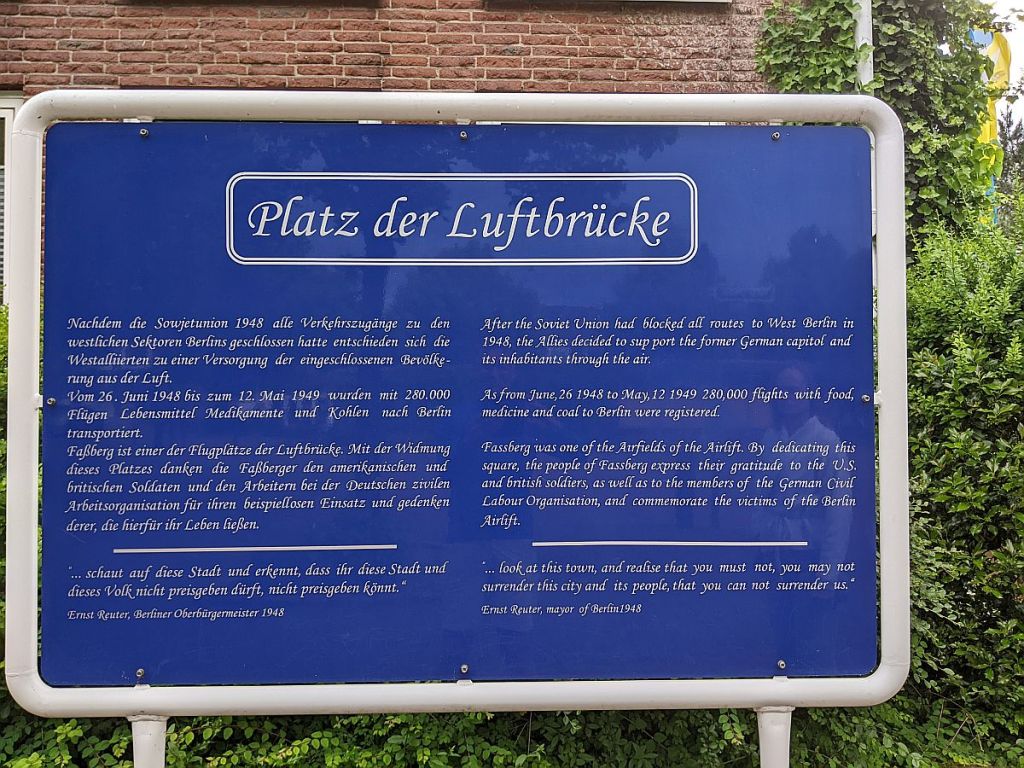 Platz der Luftbrücke
Nachdem die Sowjetunion 1948 alle Verkehrszugänge zu den
westlichen Sektoren Berlins geschlossen hatte entschieden sich die
Westalliierten zu einer Versorgung der eingeschlossenen Bevölke-
rung aus der Luft.
Vom 26. Juni 1948 bis zum 12. Mai 1949 wurden mit 280.000
Flügen Lebensmittel Medikamente und Kohlen nach Berlin
transportiert.
Faßberg ist einer der Flugplätze der Luftbrücke. Mit der Widmung
dieses Platzes danken die Faßberger den amerikanischen und
britischen Soldaten und den Arbeitern bei der Deutschen zivilen
Arbeitsorganisation für ihren beispiellosen Einsatz und gedenken
derer, die hierfür ihr Leben ließen.
"... schaut auf diese Stadt und erkennt, dass ihr diese Stadt und
dieses Volk nicht preisgeben dürft, nicht preisgeben könnt."
Ernst Reuter, Berliner Oberbürgermeister 1948
After the Soviet Union had blocked all routes to West Berlin in
1948, the Allies decided to sup port the former German capitol and
its inhabitants through the air.
As from June,26 1948 to May,12 1949 280,000 flights with food,
medicine and coal to Berlin were registered.
Fassberg was one of the Airfields of the Airlift. By dedicating this
square, the people of Fassberg express their gratitude to the U.S.
and british soldiers, as well as to the members of the German Civil
Labour Organisation, and commemorate the victims of the Berlin
Airlift.
"... look at this town, and realise that you must not, you may not
surrender this city and its people, that you can not surrender us."
Ernst Reuter, mayor of Berlin1948